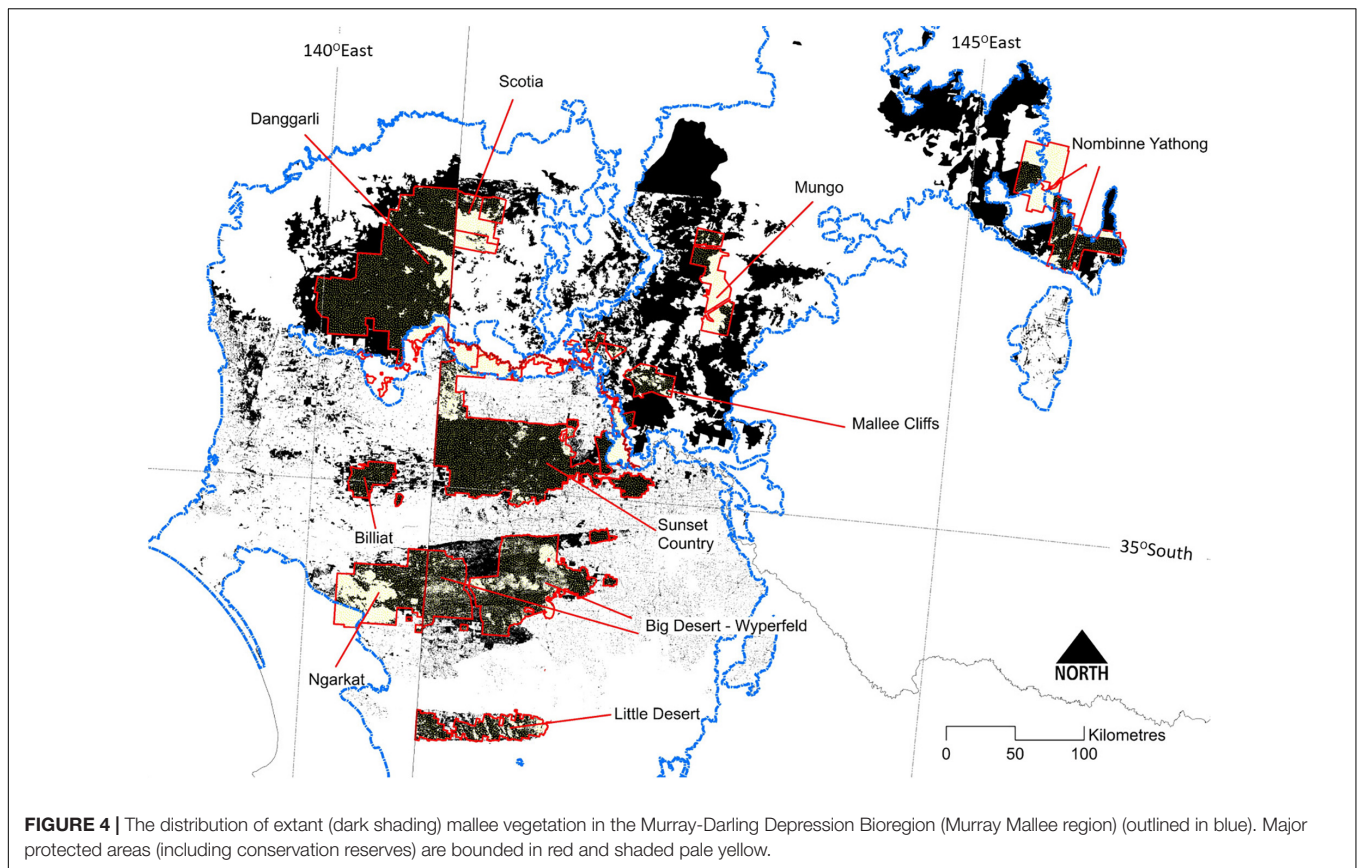 140°East
145°East
Scotia
Danggarli
Nombinne Yathong
Mungo
Mallee Cliffs
Sunset
Country
Billiat
35°South
Big Desert - Wyperfeld
Ngarkat
NORTH
Little Desert
Kilometres
0 50 100
FIGURE 4 | The distribution of extant (dark shading) mallee vegetation in the Murray-Darling Depression Bioregion (Murray Mallee region) (outlined in blue). Major
protected areas (including conservation reserves) are bounded in red and shaded pale yellow.